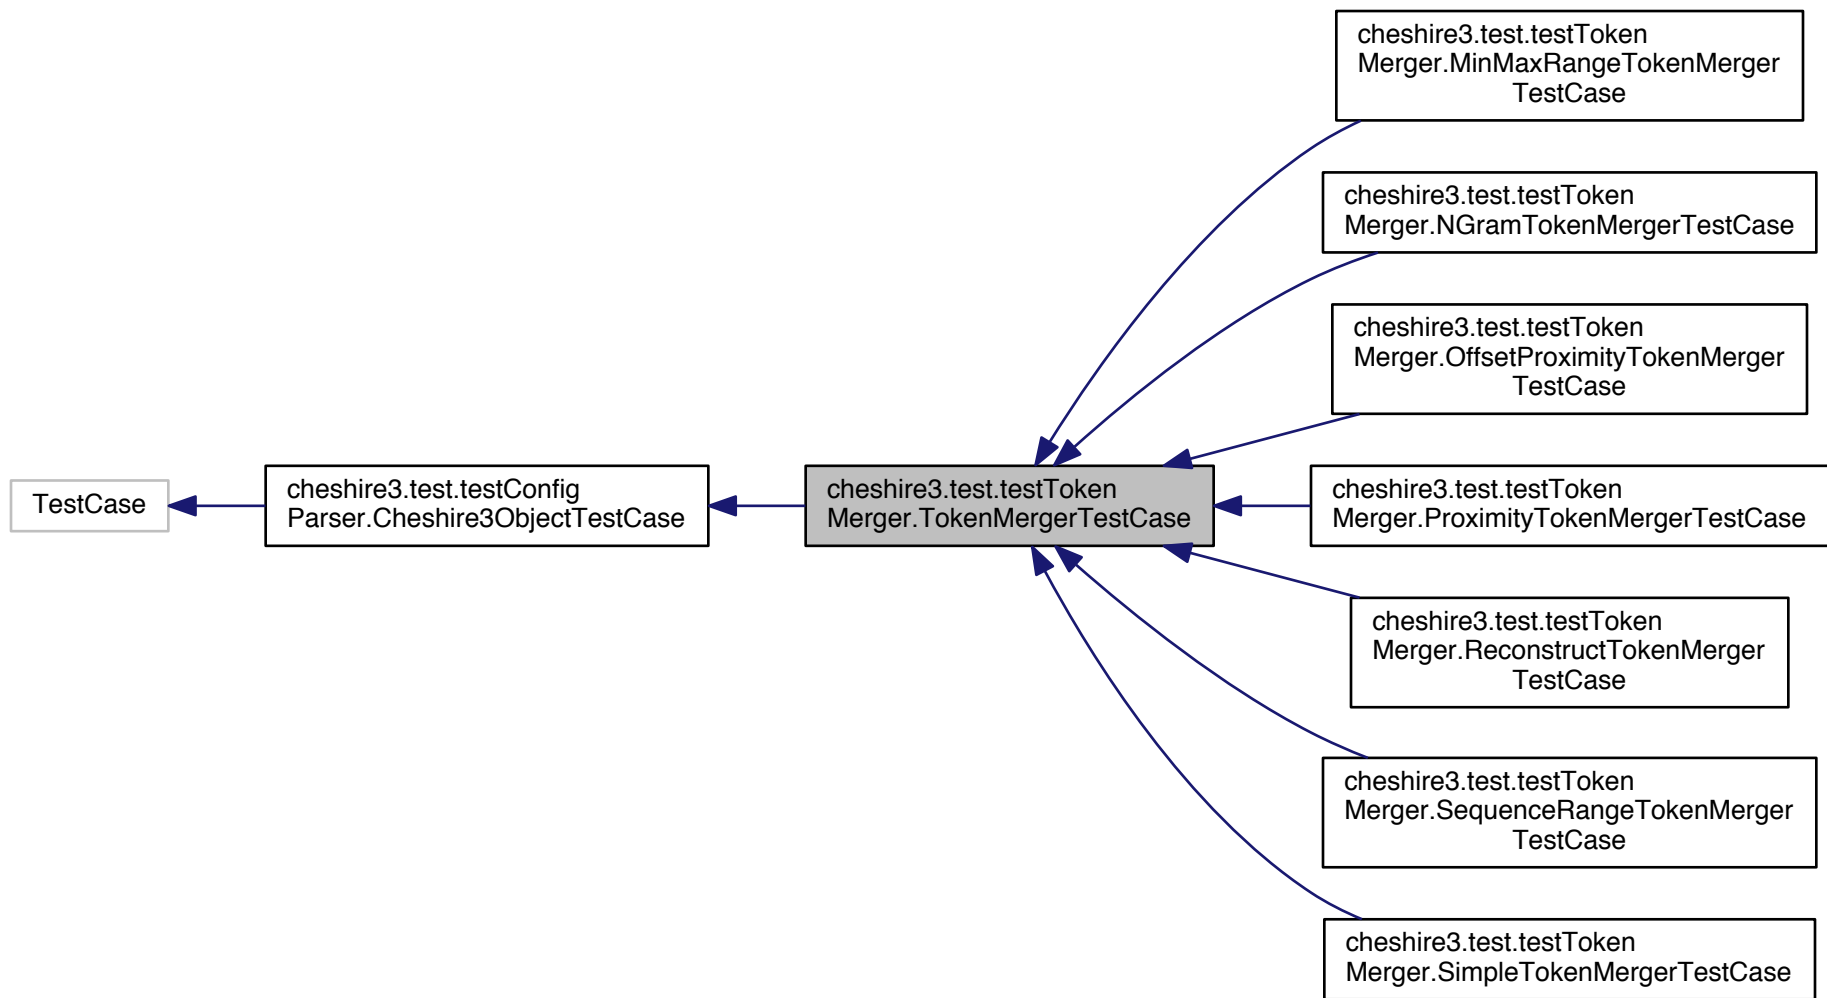 cheshire3.test.testToken
Merger.MinMaxRangeTokenMerger
TestCase
cheshire3.test.testToken
Merger.NGramTokenMergerTestCase
cheshire3.test.testToken
Merger.OffsetProximityTokenMerger
TestCase
TestCase
cheshire3.test.testConfig
Parser.Cheshire3ObjectTestCase
cheshire3.test.testToken
Merger.TokenMergerTestCase
cheshire3.test.testToken
Merger.ProximityTokenMergerTestCase
cheshire3.test.testToken
Merger.ReconstructTokenMerger
TestCase
cheshire3.test.testToken
Merger.SequenceRangeTokenMerger
TestCase
cheshire3.test.testToken
Merger.SimpleTokenMergerTestCase